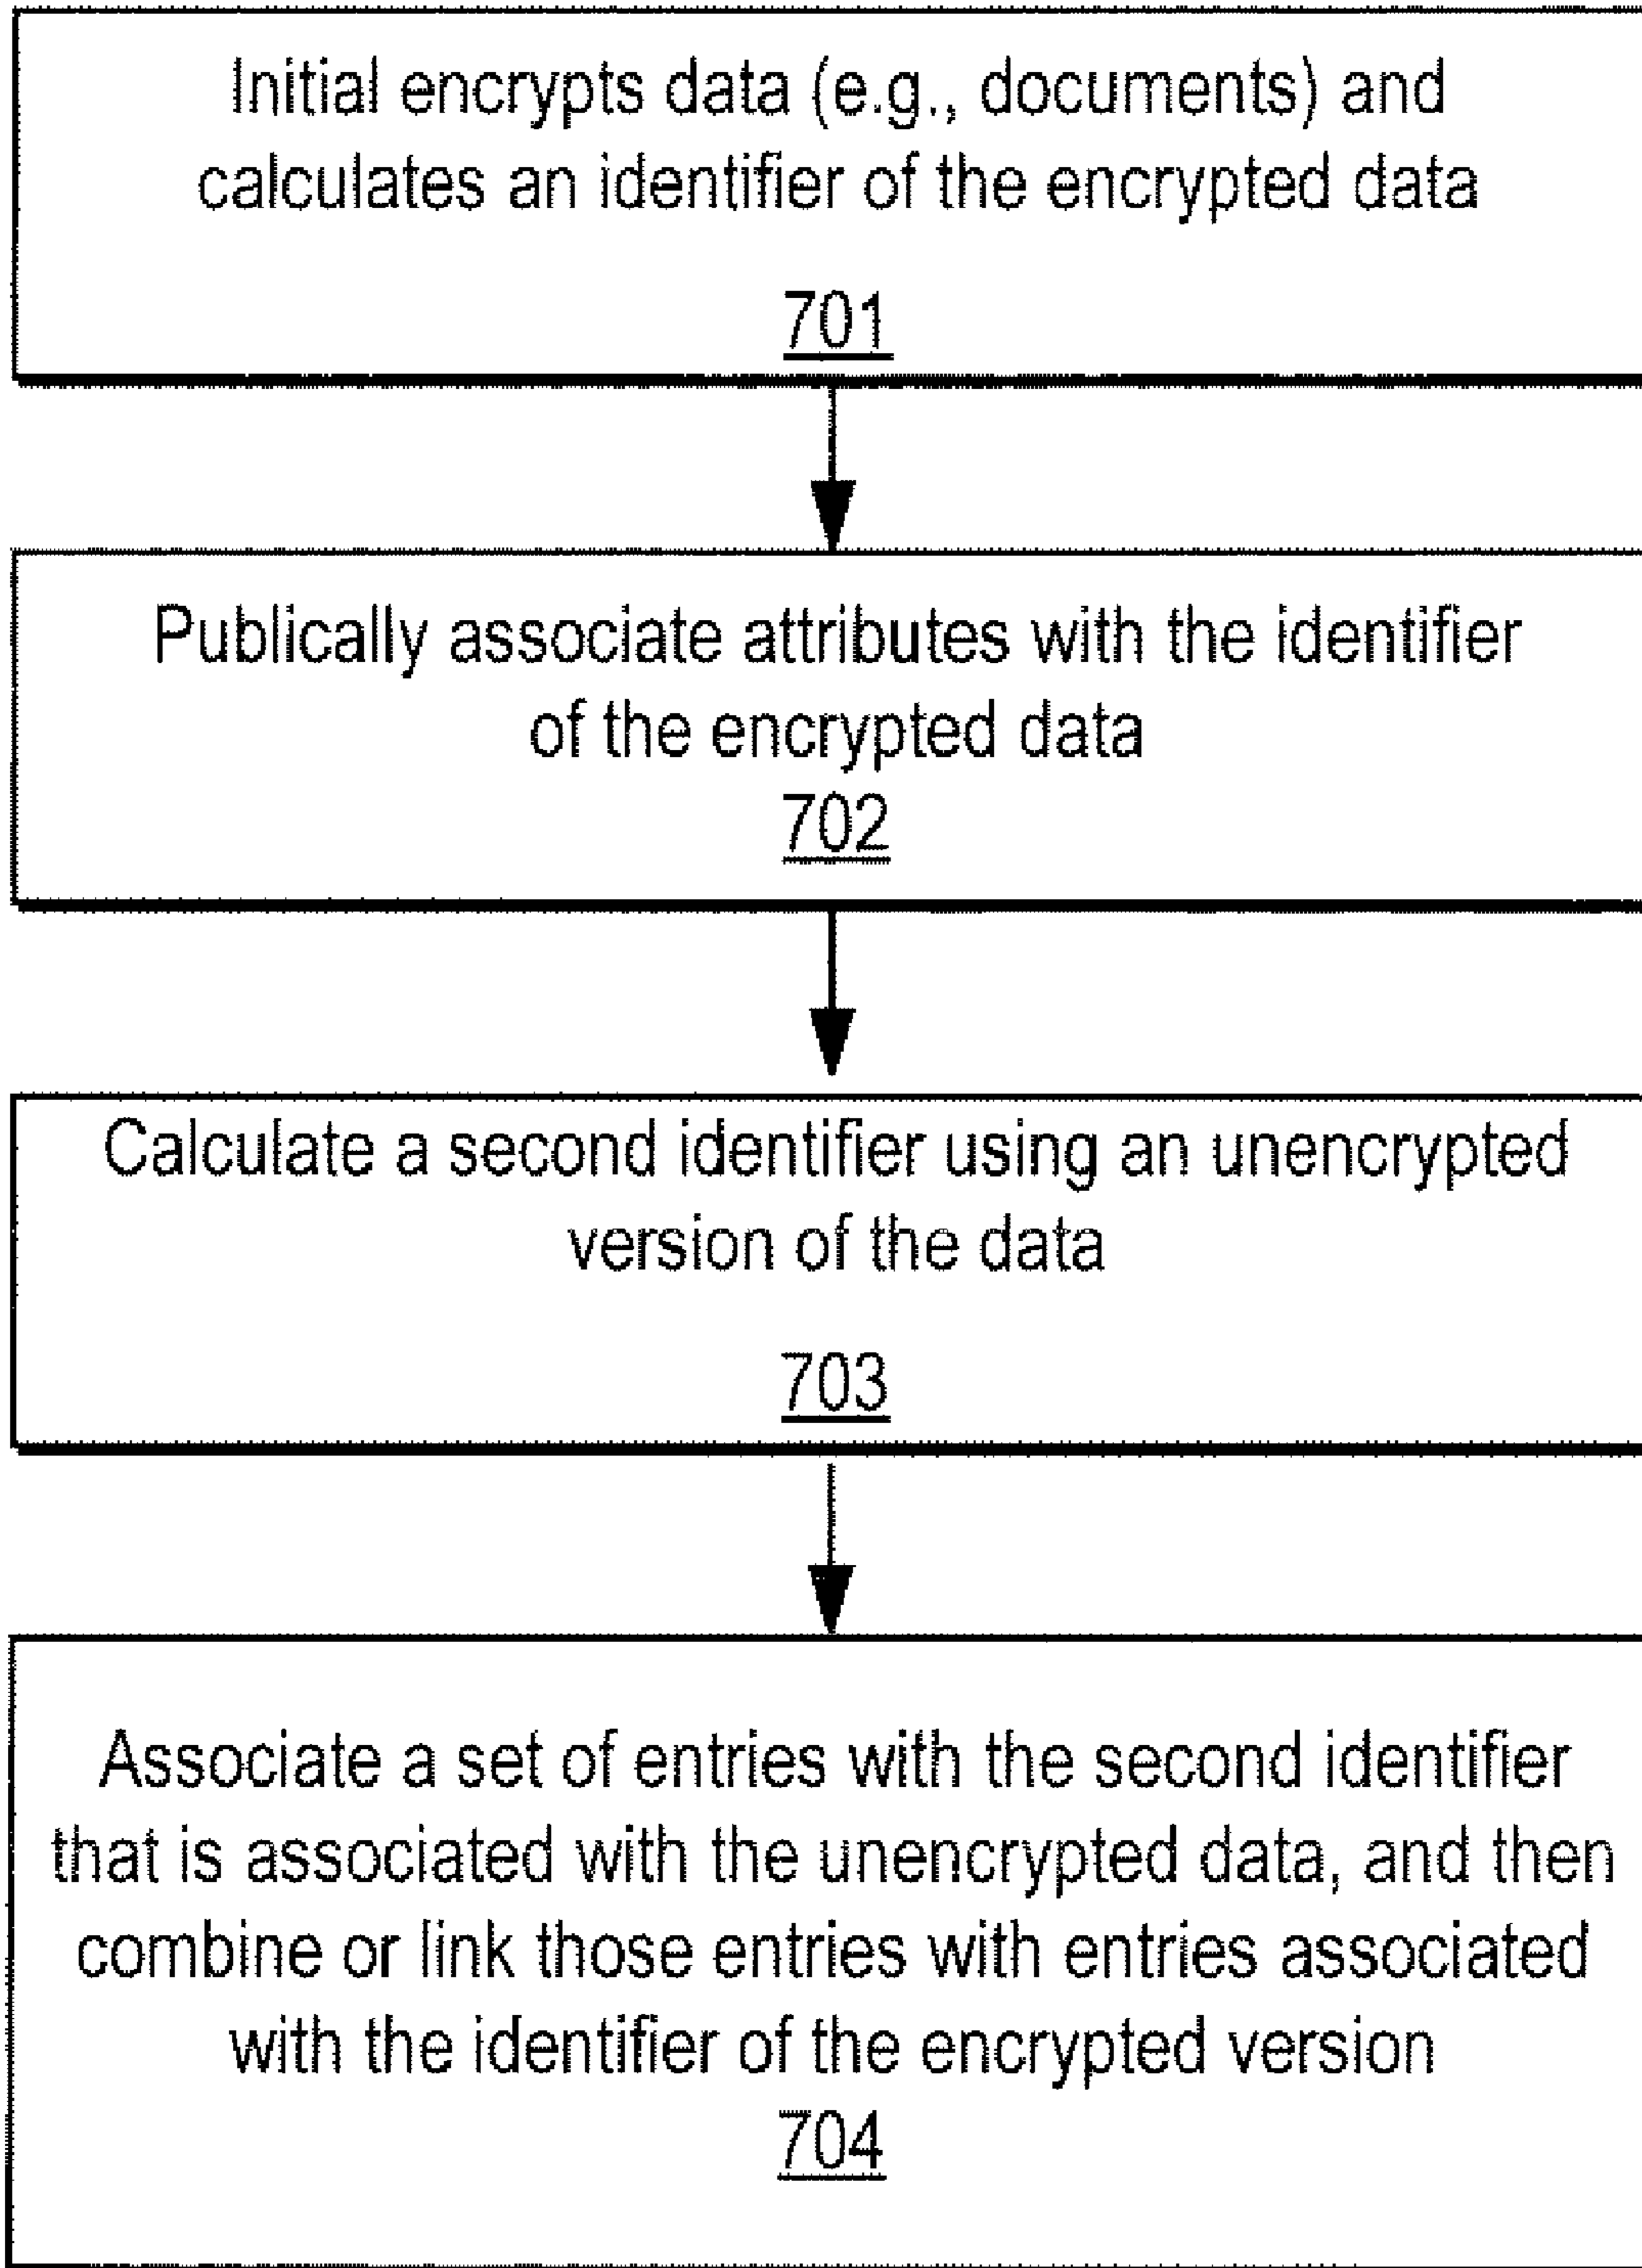 Initial encrypts data (e.g., documents) and
calculates an identifier of the encrypted data
701
Publically associate attributes with the identifier
of the encrypted data
702
Calculate a second identifier using an unencrypted
version of the data
703
Associate a set of entries with the second identifier
that is associated with the unencrypted data, and then
combine or link those entries with entries associated
with the identifier of the encrypted version
704